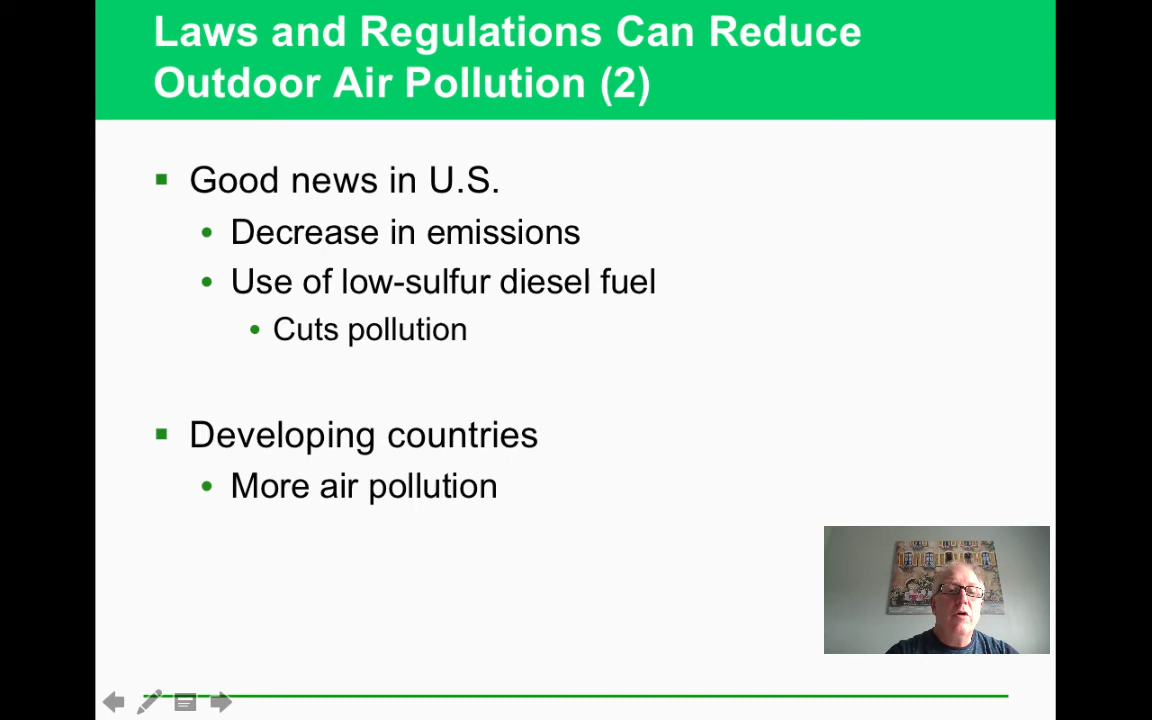 Laws and Regulations Can Reduce
Outdoor Air Pollution (2)
Good news in U.S.
Decrease in emissions
Use of low-sulfur diesel fuel
Cuts pollution
Developing countries
More air pollution